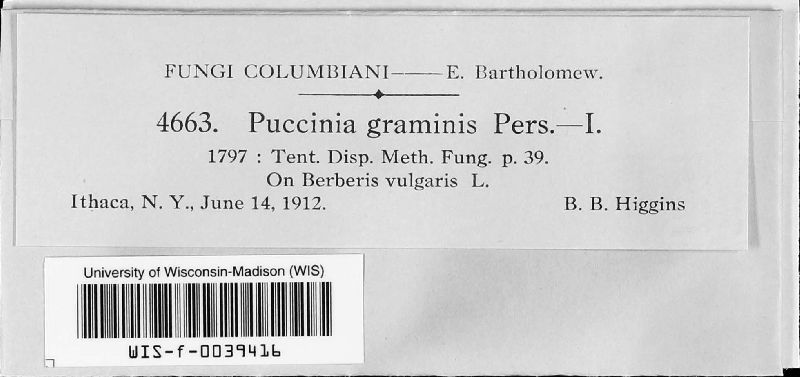 FUNGI COLUMBIANI——E. Bartholomew.
4663. Puccinia graminis Pers.—I.
1797 : Tent. Disp. Meth. Fung. p. 39.
On Berberis vulgaris L.
Ithaca, N. Y., June 14, 1912. B. B. Higgins
University of Wisconsin-Madison (WIS)
WIS-f-0039416